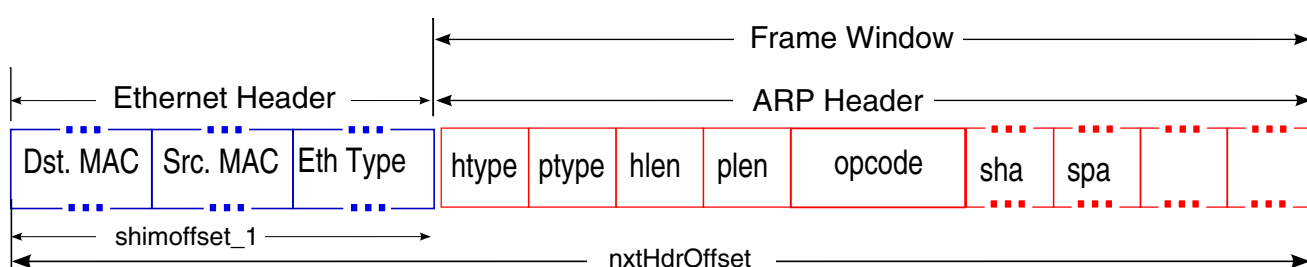 Frame Window
Ethernet Header ARP Header
Dst. MAC Src. MAC Eth Type htype ptype hlen plen opcode sha spa
shimoffset_1
nxtHdrOffset